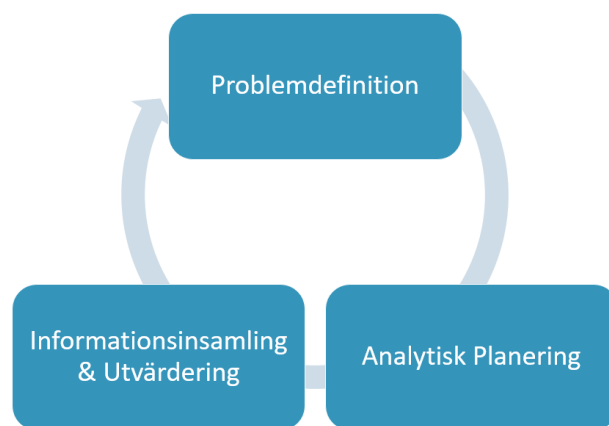 Problemdefinition
Informationsinsamling
& Utvärdering
Analytisk Planering